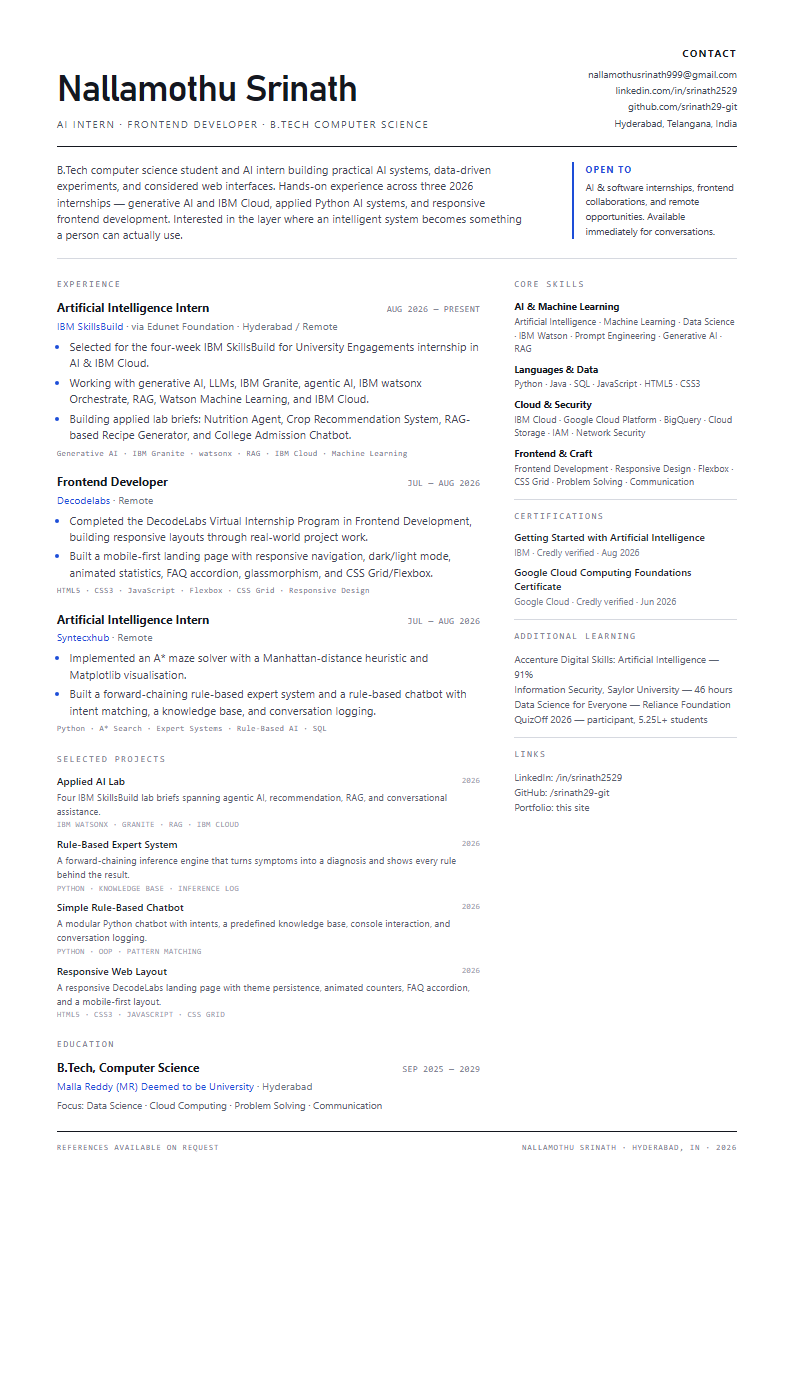 Nallamothu Srinath
AI INTERN · FRONTEND DEVELOPER · B.TECH COMPUTER SCIENCE
CONTACT
nallamothusrinath999@gmail.com
linkedin.com/in/srinath2529
github.com/srinath29-git
Hyderabad, Telangana, India
B.Tech computer science student and AI intern building practical AI systems, data-driven
experiments, and considered web interfaces. Hands-on experience across three 2026
internships — generative AI and IBM Cloud, applied Python AI systems, and responsive
frontend development. Interested in the layer where an intelligent system becomes something
a person can actually use.
OPEN TO
AI & software internships, frontend
collaborations, and remote
opportunities. Available
immediately for conversations.
EXPERIENCE
Artificial Intelligence Intern AUG 2026 — PRESENT
IBM SkillsBuild · via Edunet Foundation · Hyderabad / Remote
• Selected for the four-week IBM SkillsBuild for University Engagements internship in
AI & IBM Cloud.
• Working with generative AI, LLMs, IBM Granite, agentic AI, IBM watsonx
Orchestrate, RAG, Watson Machine Learning, and IBM Cloud.
• Building applied lab briefs: Nutrition Agent, Crop Recommendation System, RAG-
based Recipe Generator, and College Admission Chatbot.
Generative AI · IBM Granite · watsonx · RAG · IBM Cloud · Machine Learning
Frontend Developer JUL — AUG 2026
Decodelabs · Remote
• Completed the DecodeLabs Virtual Internship Program in Frontend Development,
building responsive layouts through real-world project work.
• Built a mobile-first landing page with responsive navigation, dark/light mode,
animated statistics, FAQ accordion, glassmorphism, and CSS Grid/Flexbox.
HTML5 · CSS3 · JavaScript · Flexbox · CSS Grid · Responsive Design
Artificial Intelligence Intern JUL — AUG 2026
Syntecxhub · Remote
• Implemented an A* maze solver with a Manhattan-distance heuristic and
Matplotlib visualisation.
• Built a forward-chaining rule-based expert system and a rule-based chatbot with
intent matching, a knowledge base, and conversation logging.
Python · A* Search · Expert Systems · Rule-Based AI · SQL
SELECTED PROJECTS
Applied AI Lab 2026
Four IBM SkillsBuild lab briefs spanning agentic AI, recommendation, RAG, and conversational
assistance.
IBM WATSONX · GRANITE · RAG · IBM CLOUD
Rule-Based Expert System 2026
A forward-chaining inference engine that turns symptoms into a diagnosis and shows every rule
behind the result.
PYTHON · KNOWLEDGE BASE · INFERENCE LOG
Simple Rule-Based Chatbot 2026
A modular Python chatbot with intents, a predefined knowledge base, console interaction, and
conversation logging.
PYTHON · OOP · PATTERN MATCHING
Responsive Web Layout 2026
A responsive DecodeLabs landing page with theme persistence, animated counters, FAQ accordion,
and a mobile-first layout.
HTML5 · CSS3 · JAVASCRIPT · CSS GRID
EDUCATION
B.Tech, Computer Science SEP 2025 — 2029
Malla Reddy (MR) Deemed to be University · Hyderabad
Focus: Data Science · Cloud Computing · Problem Solving · Communication
CORE SKILLS
AI & Machine Learning
Artificial Intelligence · Machine Learning · Data Science
· IBM Watson · Prompt Engineering · Generative AI ·
RAG
Languages & Data
Python · Java · SQL · JavaScript · HTML5 · CSS3
Cloud & Security
IBM Cloud · Google Cloud Platform · BigQuery · Cloud
Storage · IAM · Network Security
Frontend & Craft
Frontend Development · Responsive Design · Flexbox ·
CSS Grid · Problem Solving · Communication
CERTIFICATIONS
Getting Started with Artificial Intelligence
IBM · Credly verified · Aug 2026
Google Cloud Computing Foundations
Certificate
Google Cloud · Credly verified · Jun 2026
ADDITIONAL LEARNING
Accenture Digital Skills: Artificial Intelligence —
91%
Information Security, Saylor University — 46 hours
Data Science for Everyone — Reliance Foundation
QuizOff 2026 — participant, 5.25L+ students
LINKS
LinkedIn: /in/srinath2529
GitHub: /srinath29-git
Portfolio: this site
REFERENCES AVAILABLE ON REQUEST
NALLAMOTHU SRINATH · HYDERABAD, IN · 2026